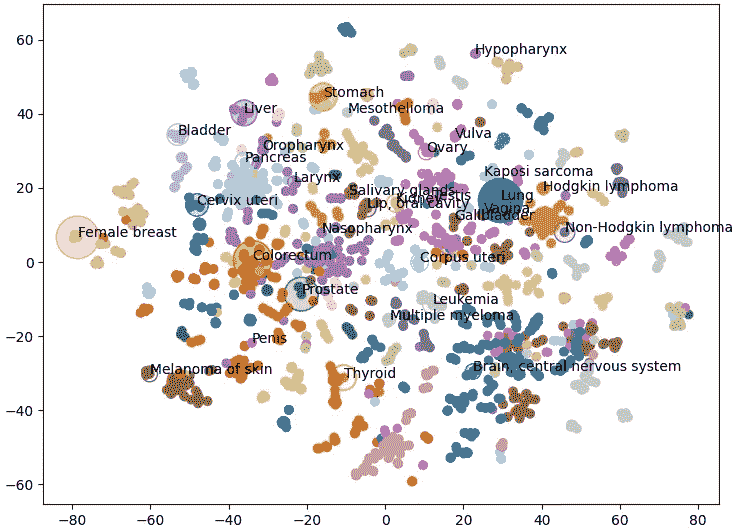 60
40
20
0
−20
−40
−60
−80
−60
−40
−20
0
20
40
60
80
Hypopharynx
Stomach
Liver
Mesothelioma
Bladder
Vulva
Oropharynx
Ovary
Pancreas
Kaposi sarcoma
Larynx
Salivary glands
Hodgkin lymphoma
Cervix uteri
Lip, oral cavity
Lung
Vagina
Gallbladder
Female breast
Nasopharynx
Non-Hodgkin lymphoma
Colorectum
Corpus uteri
Prostate
Leukemia
Multiple myeloma
Penis
Melanoma of skin
Thyroid
Brain, central nervous system